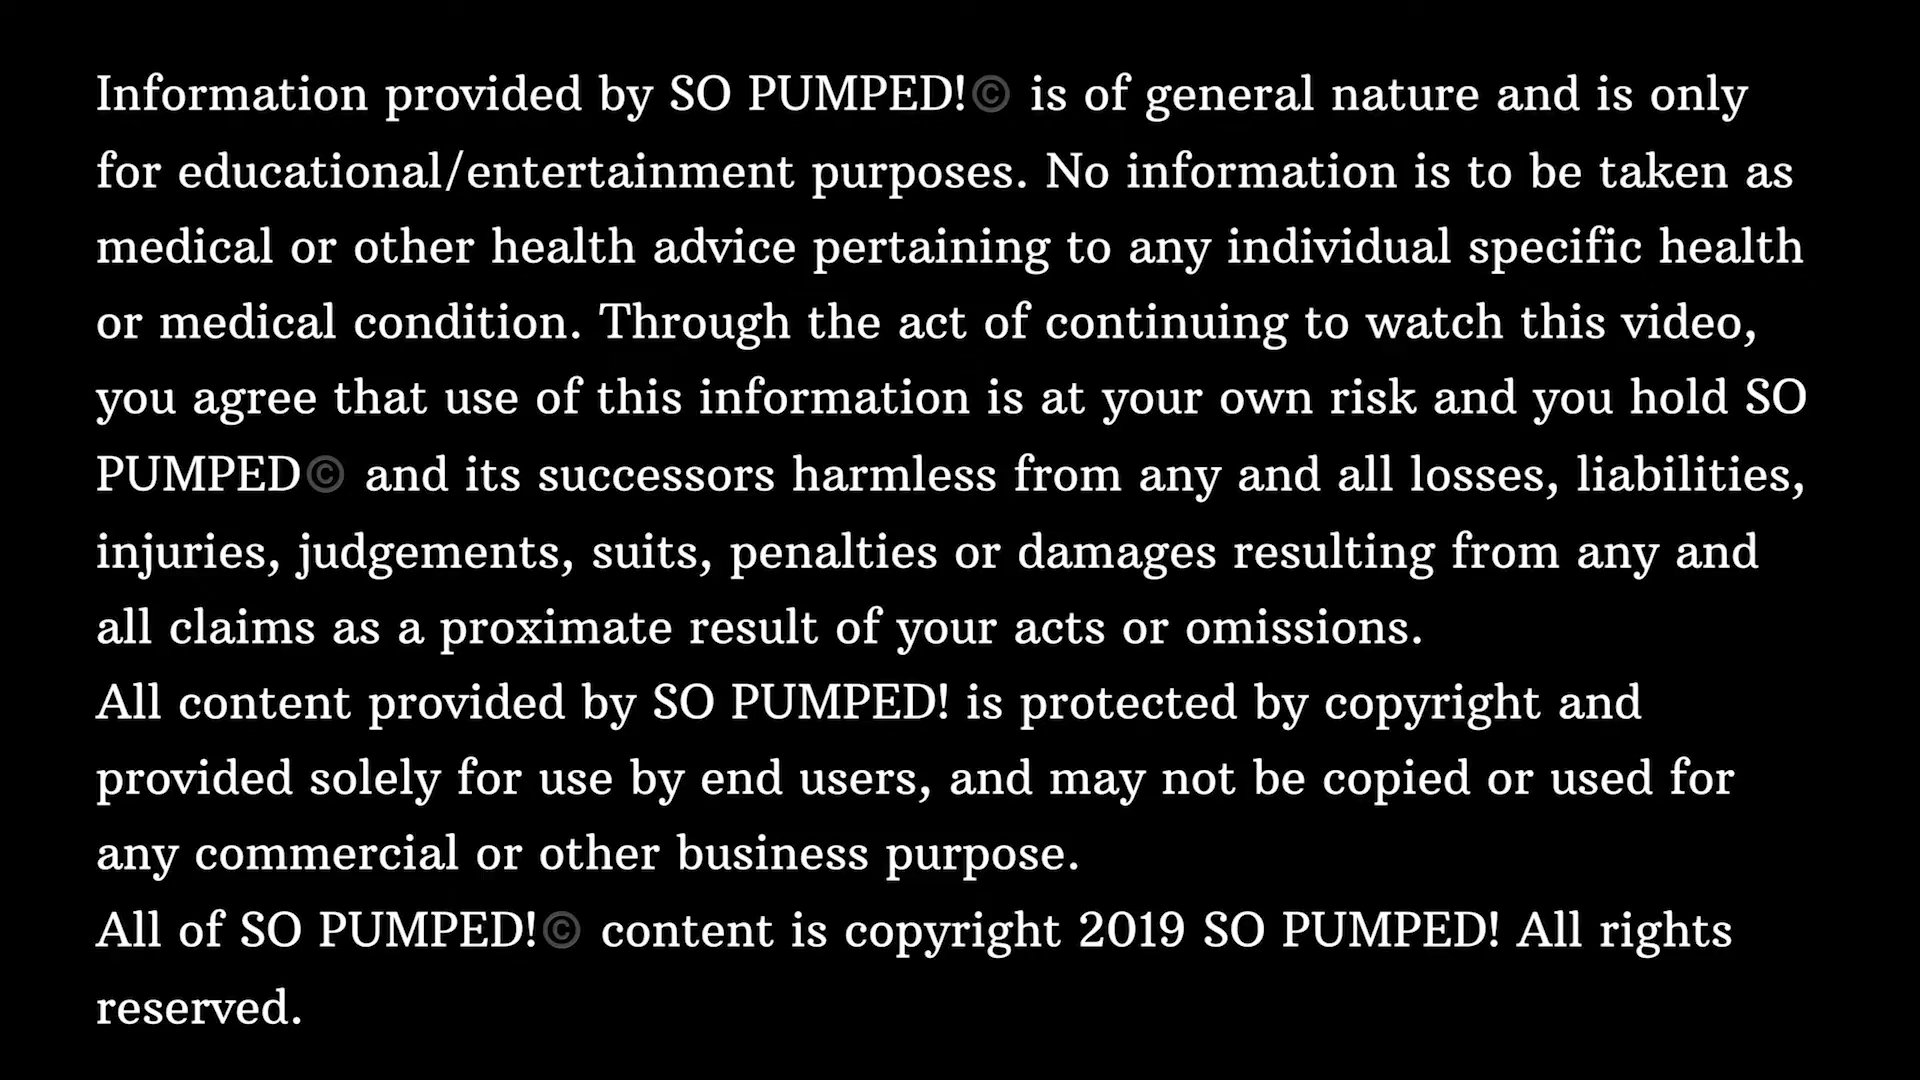 Information provided by SO PUMPED!© is of general nature and is only
for educational/entertainment purposes. No information is to be taken as
medical or other health advice pertaining to any individual specific health
or medical condition. Through the act of continuing to watch this video,
you agree that use of this information is at your own risk and you hold SO
PUMPED© and its successors harmless from any and all losses, liabilities,
injuries, judgements, suits, penalties or damages resulting from any and
all claims as a proximate result of your acts or omissions.
All content provided by SO PUMPED! is protected by copyright and
provided solely for use by end users, and may not be copied or used for
any commercial or other business purpose.
All of SO PUMPED!© content is copyright 2019 SO PUMPED! All rights
reserved.